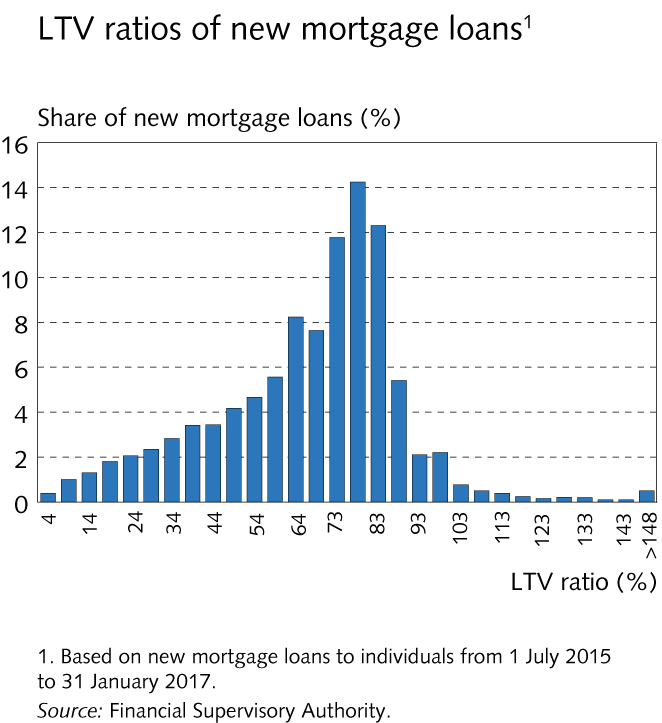 LTV ratios of new mortgage loans¹
Share of new mortgage loans (%)
16
14
12
10
8
6
4
2
0
4 14 24 34 44 54 64 73 83 93 103 113 123 133 143 >148
LTV ratio (%)
1. Based on new mortgage loans to individuals from 1 July 2015
to 31 January 2017.
Source: Financial Supervisory Authority.